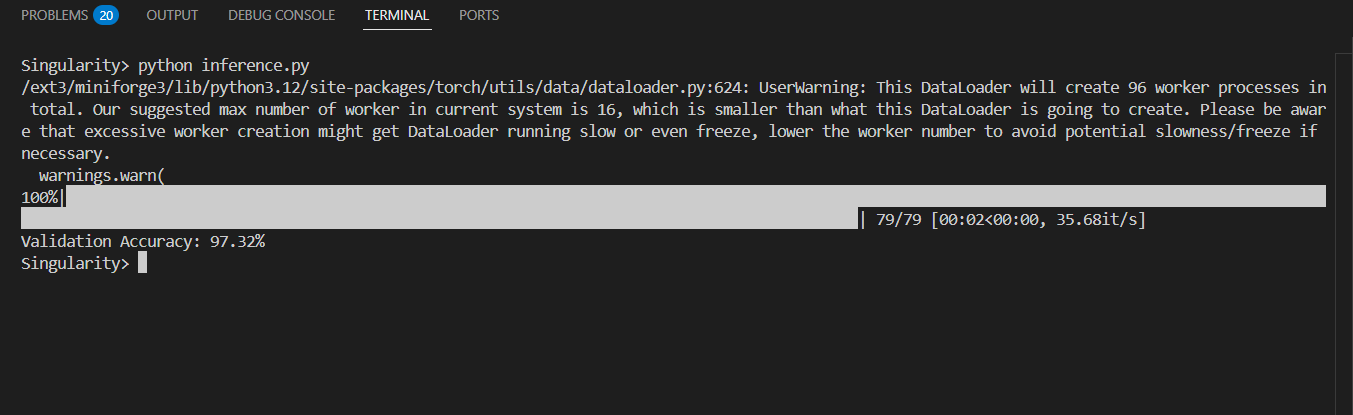 PROBLEMS 20 OUTPUT DEBUG CONSOLE TERMINAL PORTS
Singularity> python inference.py
/ext3/miniforge3/lib/python3.12/site-packages/torch/utils/data/dataloader.py:624: UserWarning: This DataLoader will create 96 worker processes in
 total. Our suggested max number of worker in current system is 16, which is smaller than what this DataLoader is going to create. Please be awar
e that excessive worker creation might get DataLoader running slow or even freeze, lower the worker number to avoid potential slowness/freeze if
necessary.
  warnings.warn(
100%|
| 79/79 [00:02<00:00, 35.68it/s]
Validation Accuracy: 97.32%
Singularity>